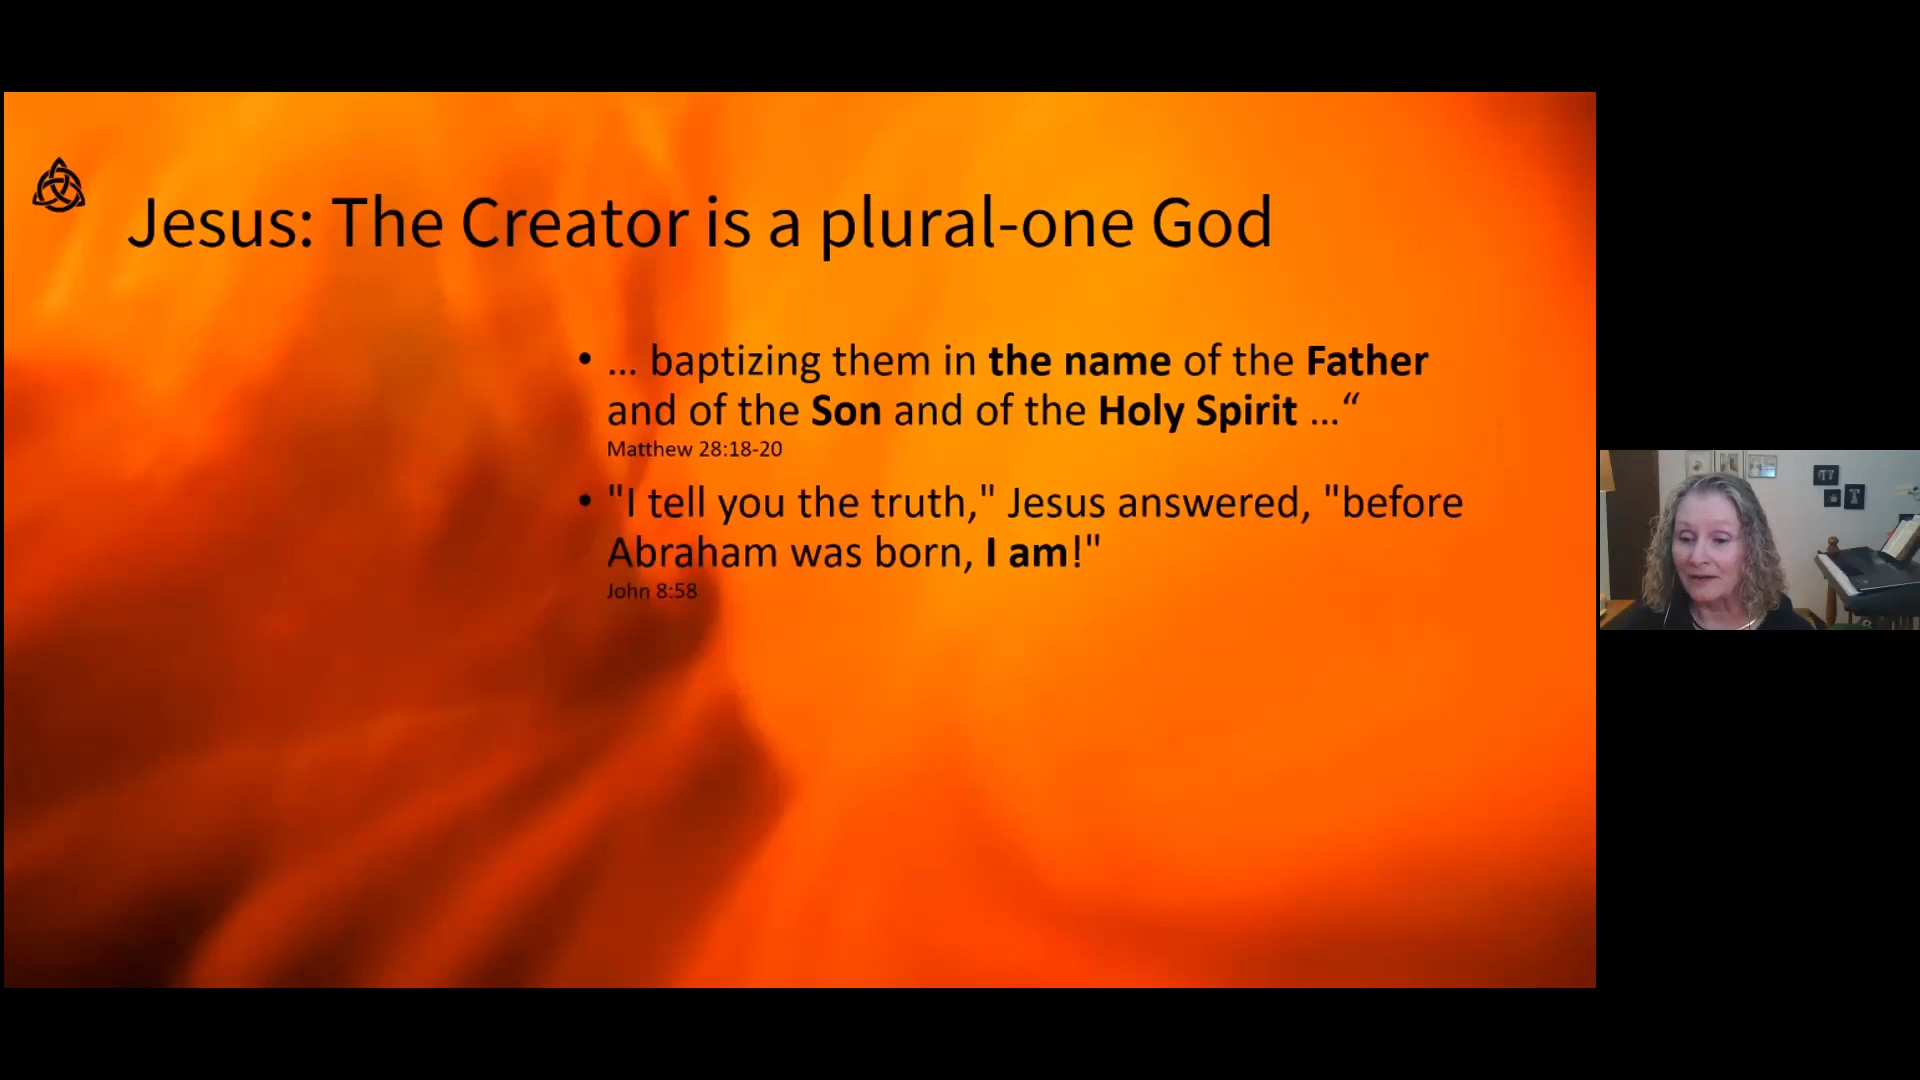 Jesus: The Creator is a plural-one God
• ... baptizing them in the name of the Father
and of the Son and of the Holy Spirit ...“
Matthew 28:18-20
• "I tell you the truth," Jesus answered, "before
Abraham was born, I am!"
John 8:58